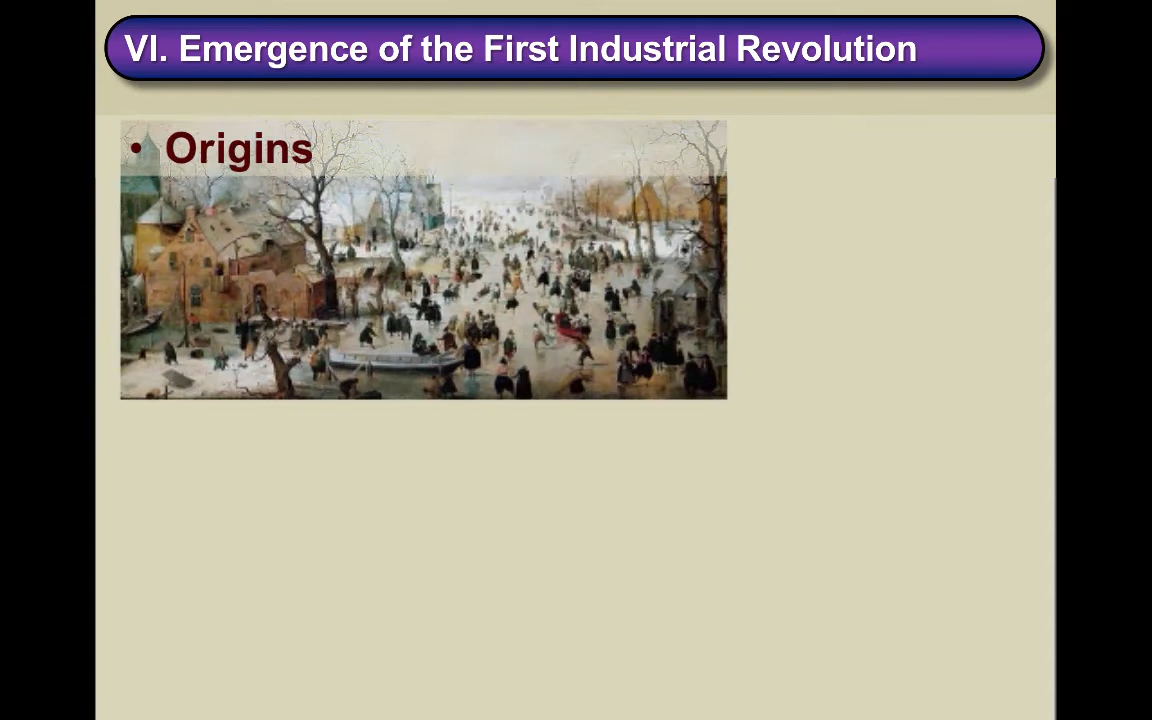 VI. Emergence of the First Industrial Revolution
• Origins